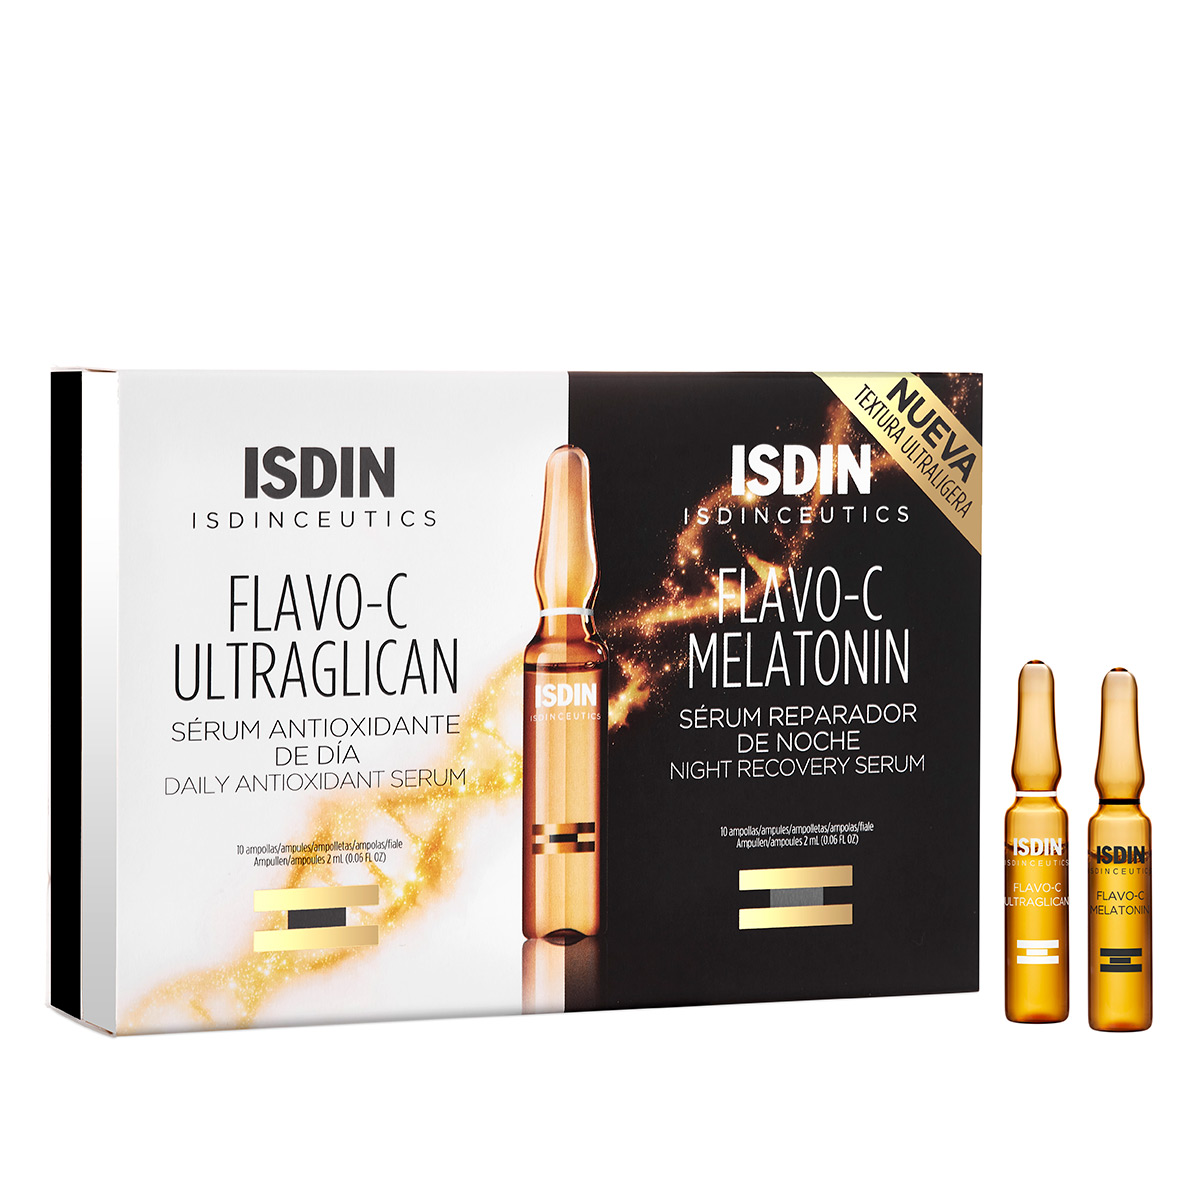 ISDIN
ISDINCEUTICS
FLAVO-C
ULTRAGLICAN
SÉRUM ANTIOXIDANTE
DE DÍA
DAILY ANTIOXIDANT SERUM
10 ampollas/ampules/ampolletas/ampolas/fiale
Ampullen/ampoules 2 mL (0.06 FL OZ)
ISDIN
ISDINCEUTICS
NUEVA
TEXTURA ULTRALIGERA
ISDIN
ISDINCEUTICS
FLAVO-C
MELATONIN
SÉRUM REPARADOR
DE NOCHE
NIGHT RECOVERY SERUM
10 ampollas/ampules/ampolletas/ampolas/fiale
Ampullen/ampoules 2 mL (0.06 FL OZ)
ISDIN
ISDINCEUTICS
FLAVO-C
ULTRAGLICAN
ISDIN
ISDINCEUTICS
FLAVO-C
MELATONIN